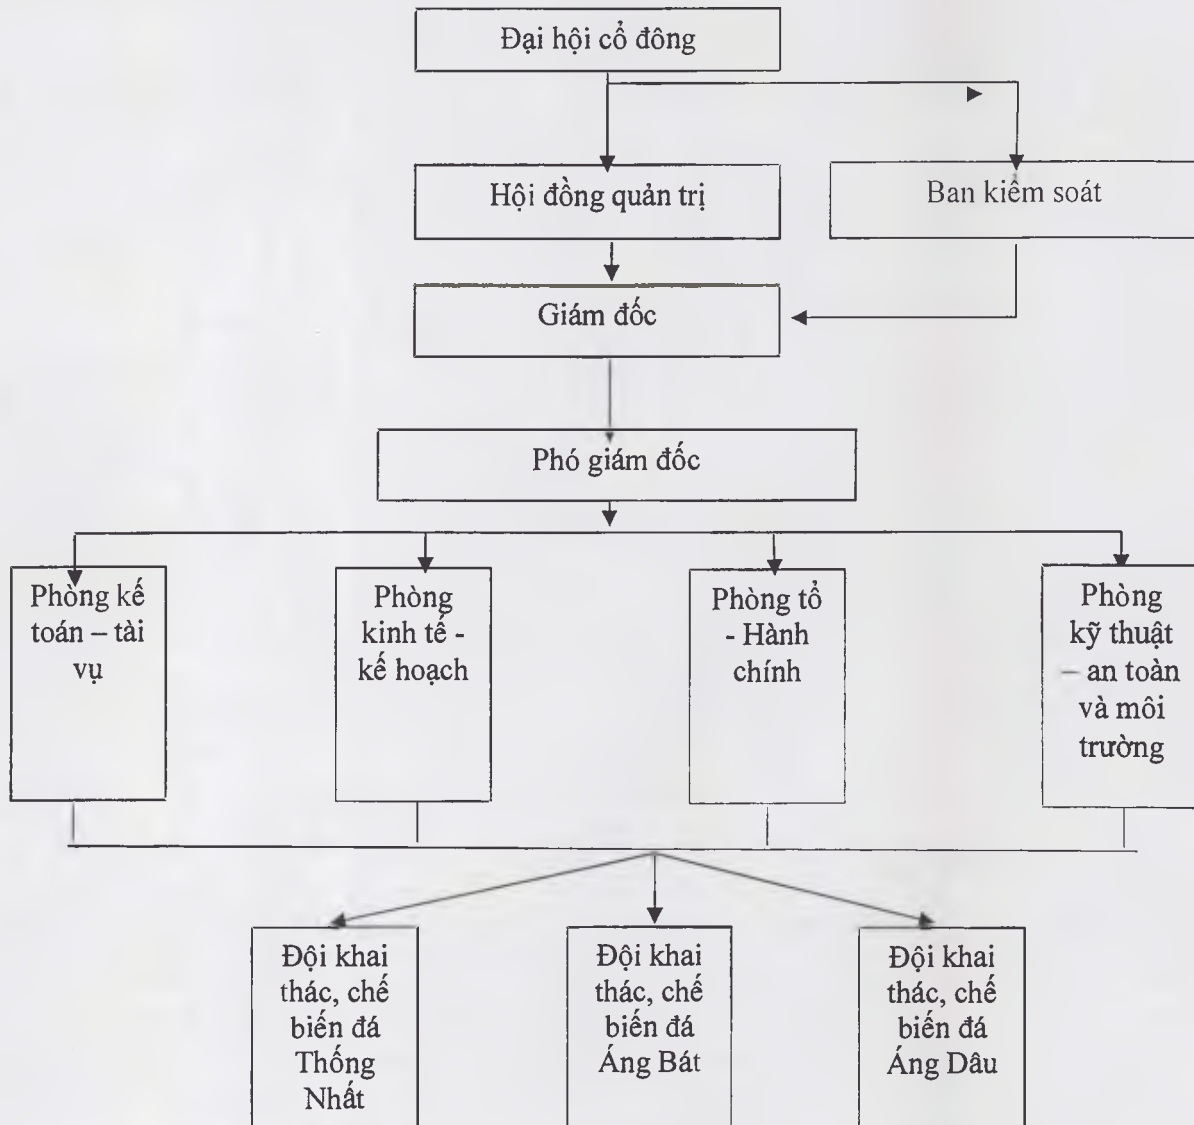 Đại hội cổ đông
Hội đồng quản trị
Ban kiểm soát
Giám đốc
Phó giám đốc
Phòng kế
toán – tài
vụ
Phòng
kinh tế -
kế hoạch
Phòng tổ
- Hành
chính
Phòng
kỹ thuật
– an toàn
và môi
trường
Đội khai
thác, chế
biến đá
Thống
Nhất
Đội khai
thác, chế
biến đá
Áng Bát
Đội khai
thác, chế
biến đá
Áng Dâu